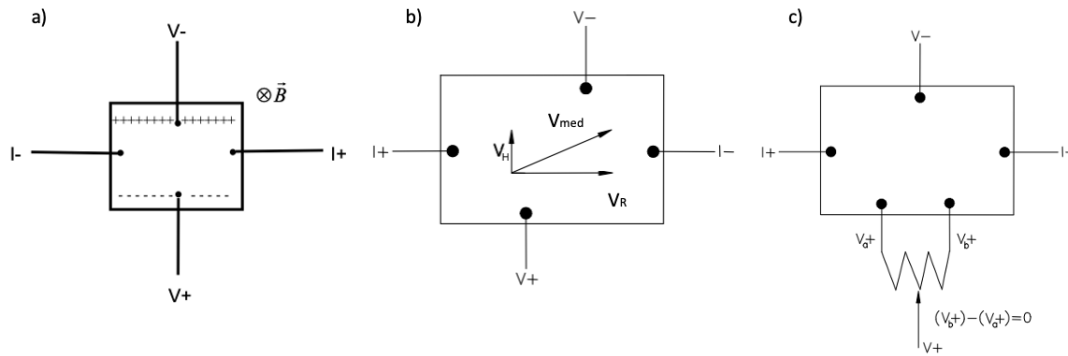 a)
V-
⊗B⃗
++++++++++++++++
I-
I+
- - - - - - - - - -
V+
b)
V-
Vmed
I+
VH
I-
VR
V+
c)
V-
I+
I-
Va+
Vb+
(Vb+)-(Va+)=0
V+